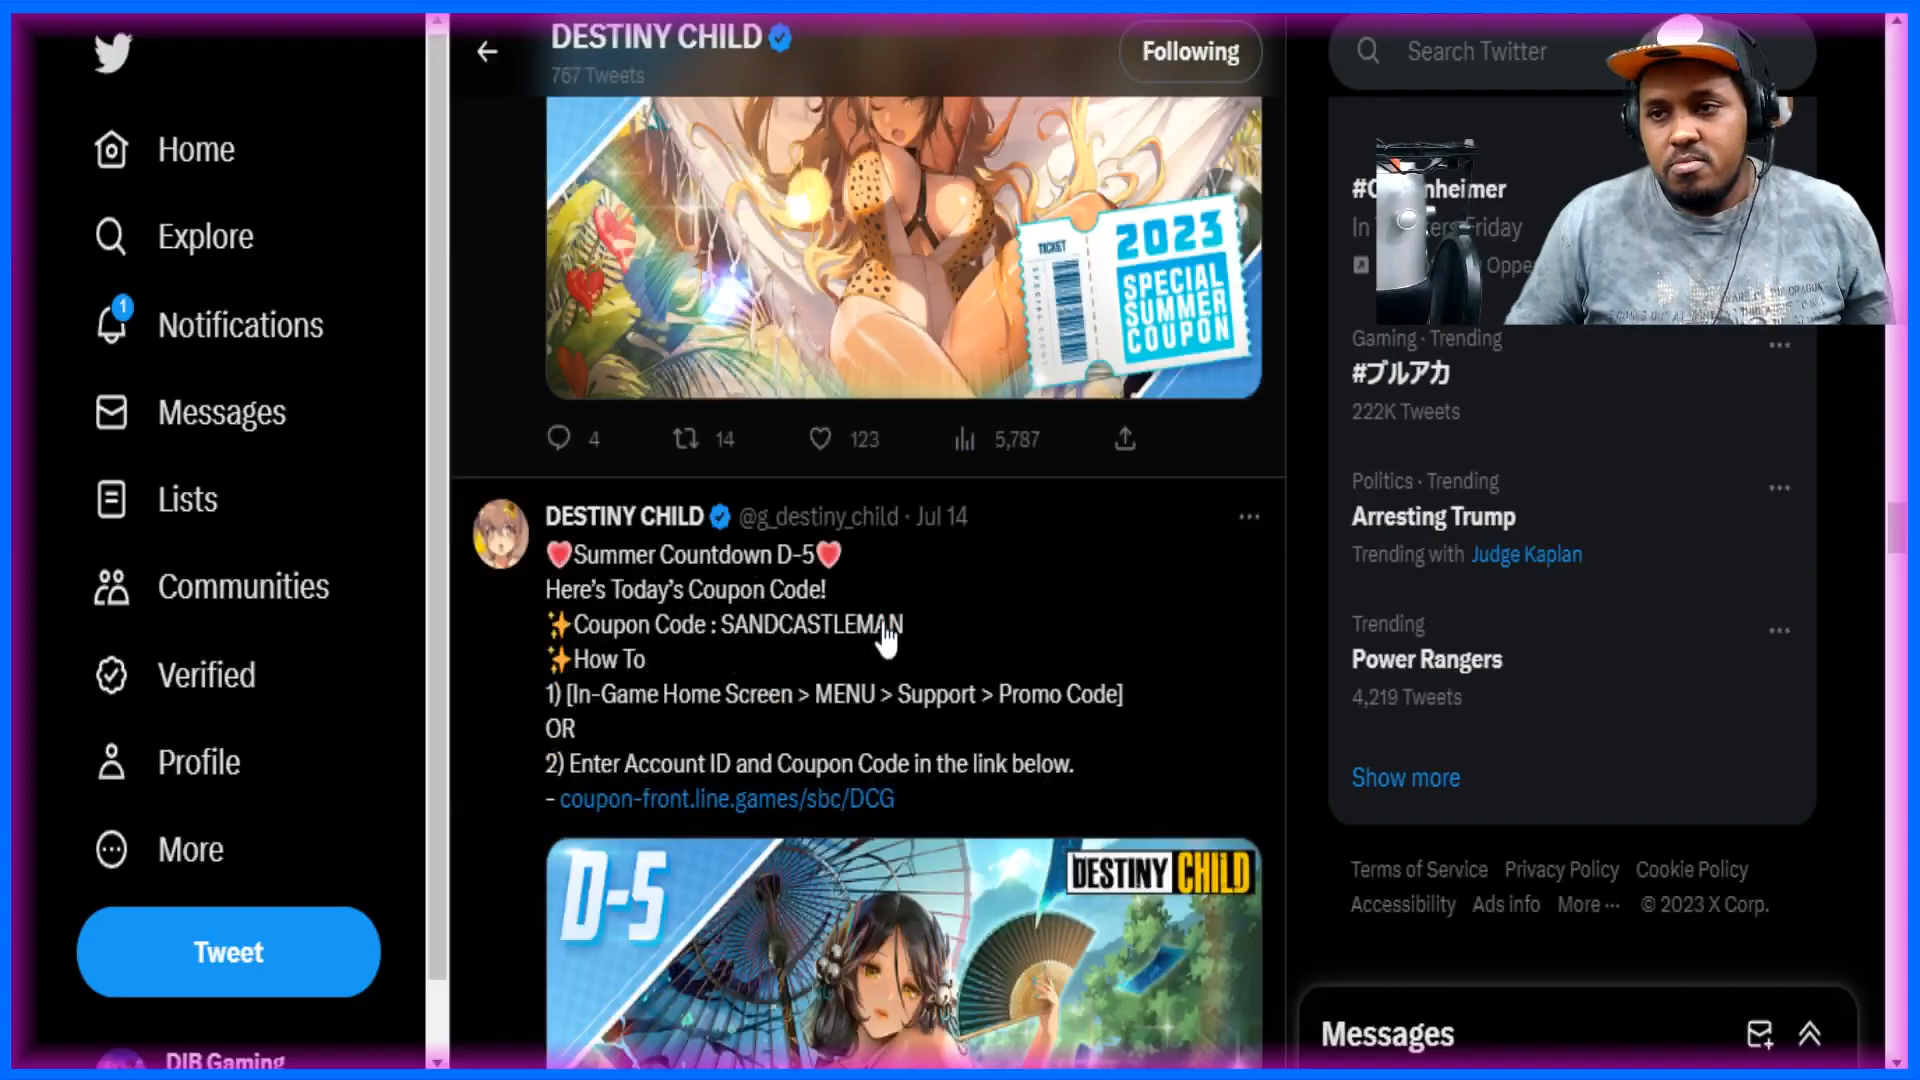 DESTINY CHILD
767 Tweets
Following
Search Twitter
Home
Explore
1
Notifications
Messages
Lists
Communities
Verified
Profile
More
Tweet
DIB Gaming
TICKET
2023
SPECIAL
SUMMER
COUPON
4
14
123
5,787
DESTINY CHILD @g_destiny_child · Jul 14
Summer Countdown D-5
Here's Today's Coupon Code!
Coupon Code : SANDCASTLEMAN
How To
1) [In-Game Home Screen > MENU > Support > Promo Code]
OR
2) Enter Account ID and Coupon Code in the link below.
- coupon-front.line.games/sbc/DCG
D-5
DESTINY CHILD
Friday
Gaming · Trending
#ブルアカ
222K Tweets
Politics · Trending
Arresting Trump
Trending with Judge Kaplan
Trending
Power Rangers
4,219 Tweets
Show more
Terms of Service Privacy Policy Cookie Policy
Accessibility Ads info More ··· © 2023 X Corp.
Messages